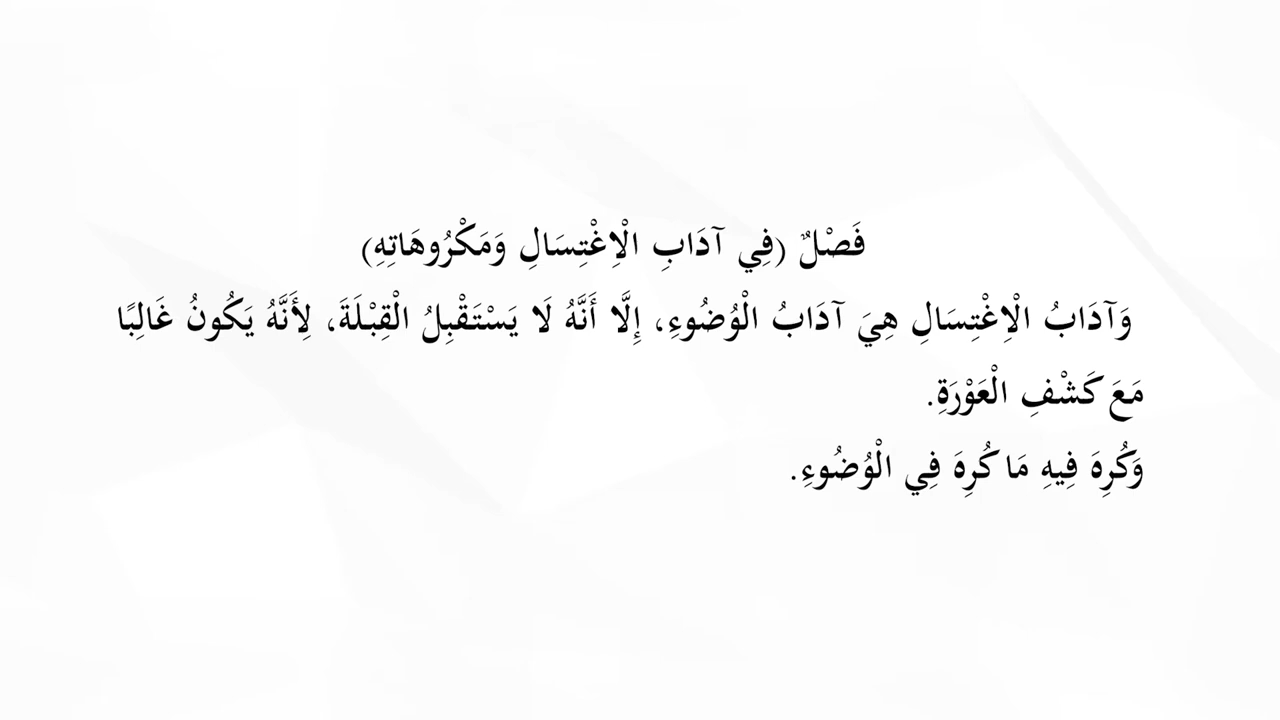 فَصْلٌ (فِي آدَابِ الْاِغْتِسَالِ وَمَكْرُوهَاتِهِ)
وَآدَابُ الْاِغْتِسَالِ هِيَ آدَابُ الْوُضُوءِ، إِلَّا أَنَّهُ لَا يَسْتَقْبِلُ الْقِبْلَةَ، لِأَنَّهُ يَكُونُ غَالِبًا
مَعَ كَشْفِ الْعَوْرَةِ.
وَكُرِهَ فِيهِ مَا كُرِهَ فِي الْوُضُوءِ.